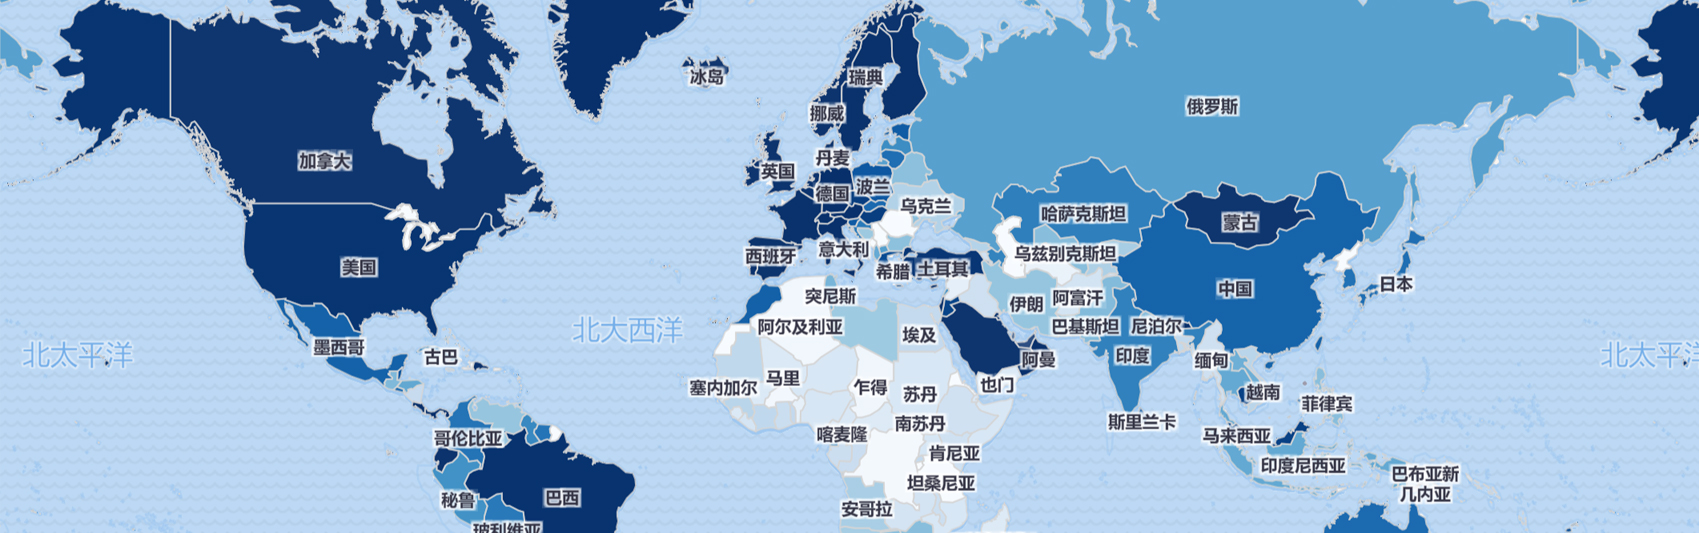 冰岛
瑞典
俄罗斯
挪威
加拿大
丹麦
英国
德国
波兰
乌克兰
哈萨克斯坦
蒙古
意大利
西班牙
乌兹别克斯坦
美国
希腊
土耳其
日本
中国
突尼斯
伊朗
阿富汗
北大西洋
阿尔及利亚
巴基斯坦
尼泊尔
埃及
墨西哥
北太平洋
古巴
阿曼
印度
缅甸
北太平洋
马里
塞内加尔
乍得
也门
苏丹
越南
菲律宾
斯里兰卡
南苏丹
哥伦比亚
喀麦隆
马来西亚
肯尼亚
印度尼西亚
巴布亚新
几内亚
坦桑尼亚
秘鲁
巴西
安哥拉
玻利维亚